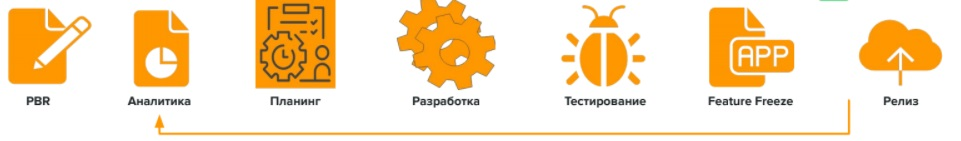 APP
PBR
Аналитика
Планинг
Разработка
Тестирование
Feature Freeze
Релиз